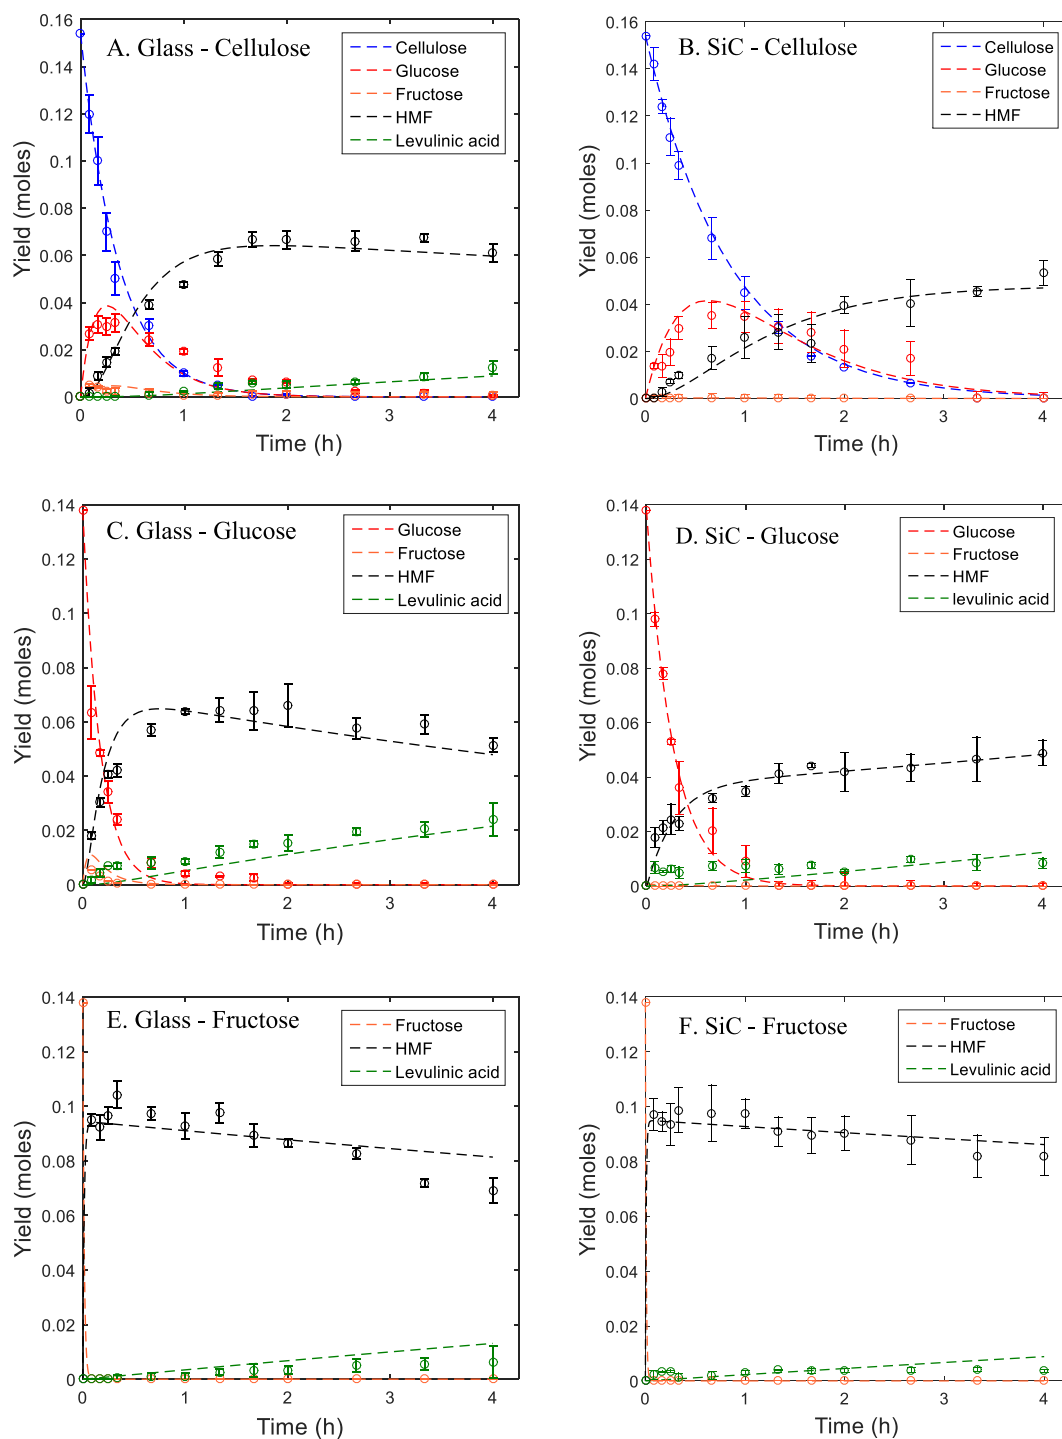 A. Glass - Cellulose
Cellulose
Glucose
Fructose
HMF
Levulinic acid
Yield (moles)
0.16
0.14
0.12
0.1
0.08
0.06
0.04
0.02
0
0 1 2 3 4
Time (h)
B. SiC - Cellulose
Cellulose
Glucose
Fructose
HMF
Yield (moles)
0.16
0.14
0.12
0.1
0.08
0.06
0.04
0.02
0
0 1 2 3 4
Time (h)
C. Glass - Glucose
Glucose
Fructose
HMF
Levulinic acid
Yield (moles)
0.14
0.12
0.1
0.08
0.06
0.04
0.02
0
0 1 2 3 4
Time (h)
D. SiC - Glucose
Glucose
Fructose
HMF
levulinic acid
Yield (moles)
0.14
0.12
0.1
0.08
0.06
0.04
0.02
0
0 1 2 3 4
Time (h)
E. Glass - Fructose
Fructose
HMF
Levulinic acid
Yield (moles)
0.14
0.12
0.1
0.08
0.06
0.04
0.02
0
0 1 2 3 4
Time (h)
F. SiC - Fructose
Fructose
HMF
Levulinic acid
Yield (moles)
0.14
0.12
0.1
0.08
0.06
0.04
0.02
0
0 1 2 3 4
Time (h)